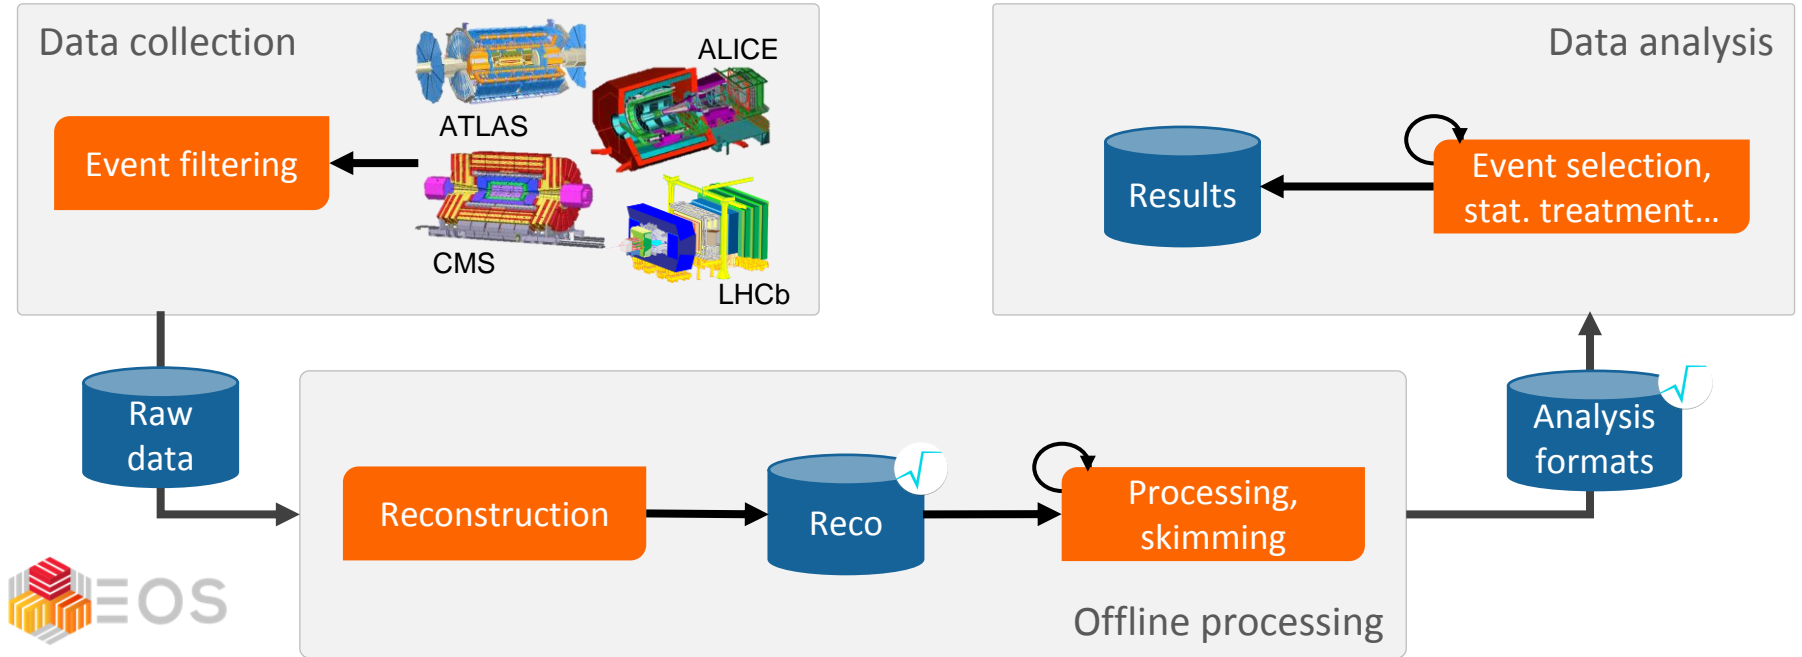 Data collection
ALICE
ATLAS
Event filtering
CMS
LHCb
Data analysis
Results
Event selection,
stat. treatment...
Raw
data
Reconstruction
Reco
Processing,
skimming
Offline processing
Analysis
formats
EOS